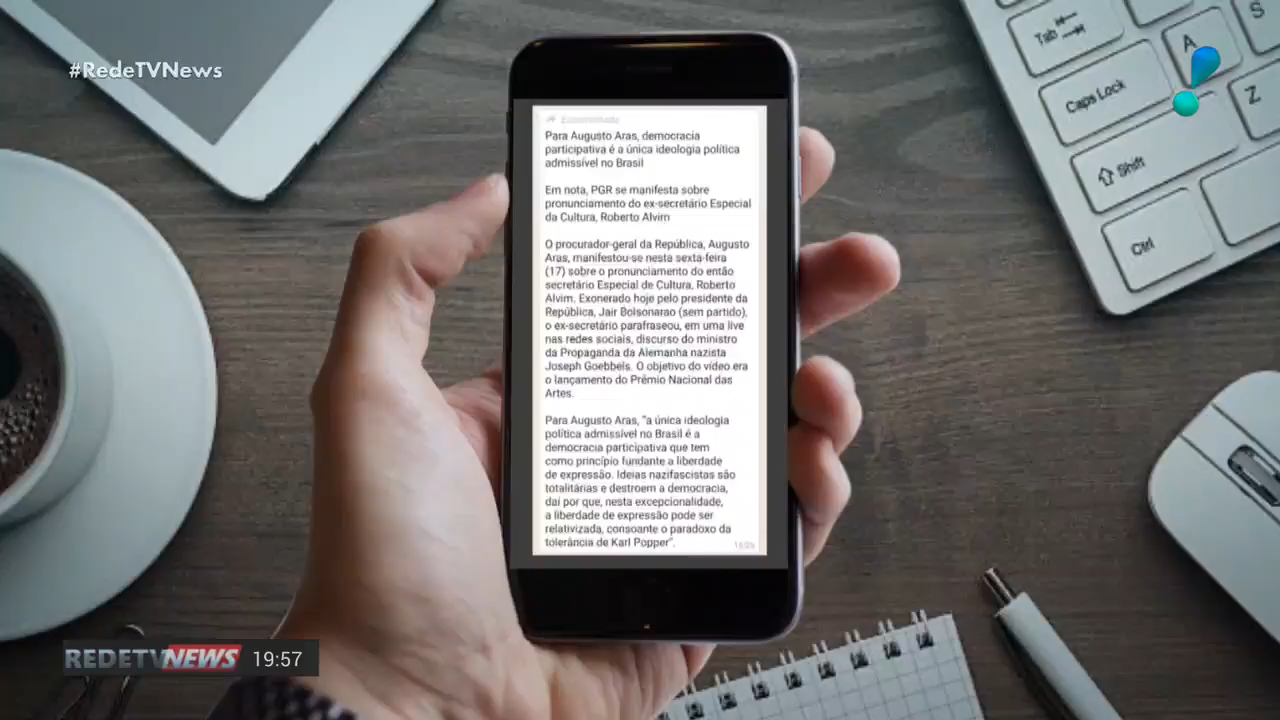 #RedeTVNews
Encaminhada
Para Augusto Aras, democracia
participativa é a única ideologia política
admissível no Brasil
Em nota, PGR se manifesta sobre
pronunciamento do ex-secretário Especial
da Cultura, Roberto Alvim
O procurador-geral da República, Augusto
Aras, manifestou-se nesta sexta-feira
(17) sobre o pronunciamento do então
secretário Especial de Cultura, Roberto
Alvim. Exonerado hoje pelo presidente da
República, Jair Bolsonarao (sem partido),
o ex-secretário parafraseou, em uma live
nas redes sociais, discurso do ministro
da Propaganda da Alemanha nazista
Joseph Goebbels. O objetivo do vídeo era
o lançamento do Prêmio Nacional das
Artes.
Para Augusto Aras, "a única ideologia
política admissível no Brasil é a
democracia participativa que tem
como princípio fundante a liberdade
de expressão. Ideias nazifascistas são
totalitárias e destroem a democracia,
daí por que, nesta excepcionalidade,
a liberdade de expressão pode ser
relativizada, consoante o paradoxo da
tolerância de Karl Popper".
Tab
Caps Lock
Shift
Ctrl
A
S
Z
REDETVNEWS 19:57